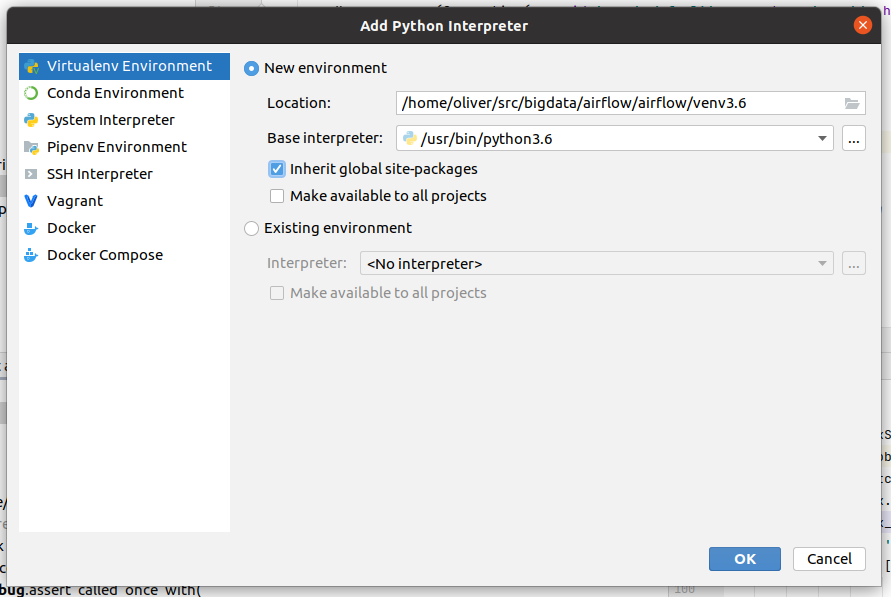 Add Python Interpreter
Virtualenv Environment
Conda Environment
System Interpreter
Pipenv Environment
SSH Interpreter
Vagrant
Docker
Docker Compose
New environment
Location: /home/oliver/src/bigdata/airflow/airflow/venv3.6
Base interpreter: /usr/bin/python3.6 ...
Inherit global site-packages
Make available to all projects
Existing environment
Interpreter: <No interpreter> ...
Make available to all projects
OK Cancel
bug.assert_called_once_with(
100